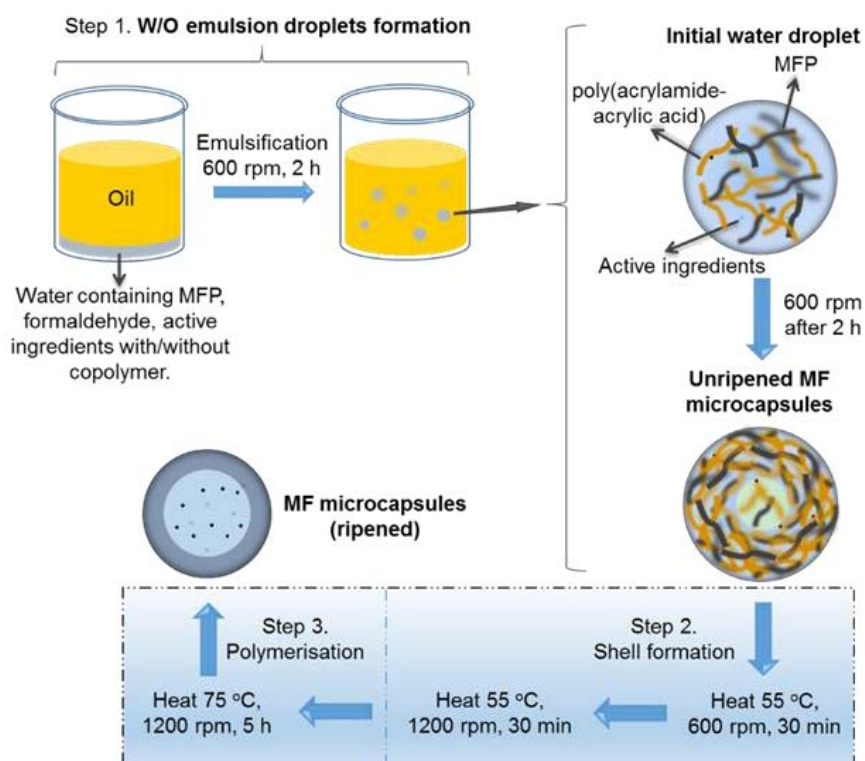 Step 1. W/O emulsion droplets formation
Emulsification
600 rpm, 2 h
Oil
Water containing MFP,
formaldehyde, active
ingredients with/without
copolymer.
Initial water droplet
MFP
poly(acrylamide-
acrylic acid)
Active ingredients
600 rpm
after 2 h
Unripened MF
microcapsules
MF microcapsules
(ripened)
Step 2.
Shell formation
Heat 55 °C,
600 rpm, 30 min
Heat 55 °C,
1200 rpm, 30 min
Step 3.
Polymerisation
Heat 75 °C,
1200 rpm, 5 h